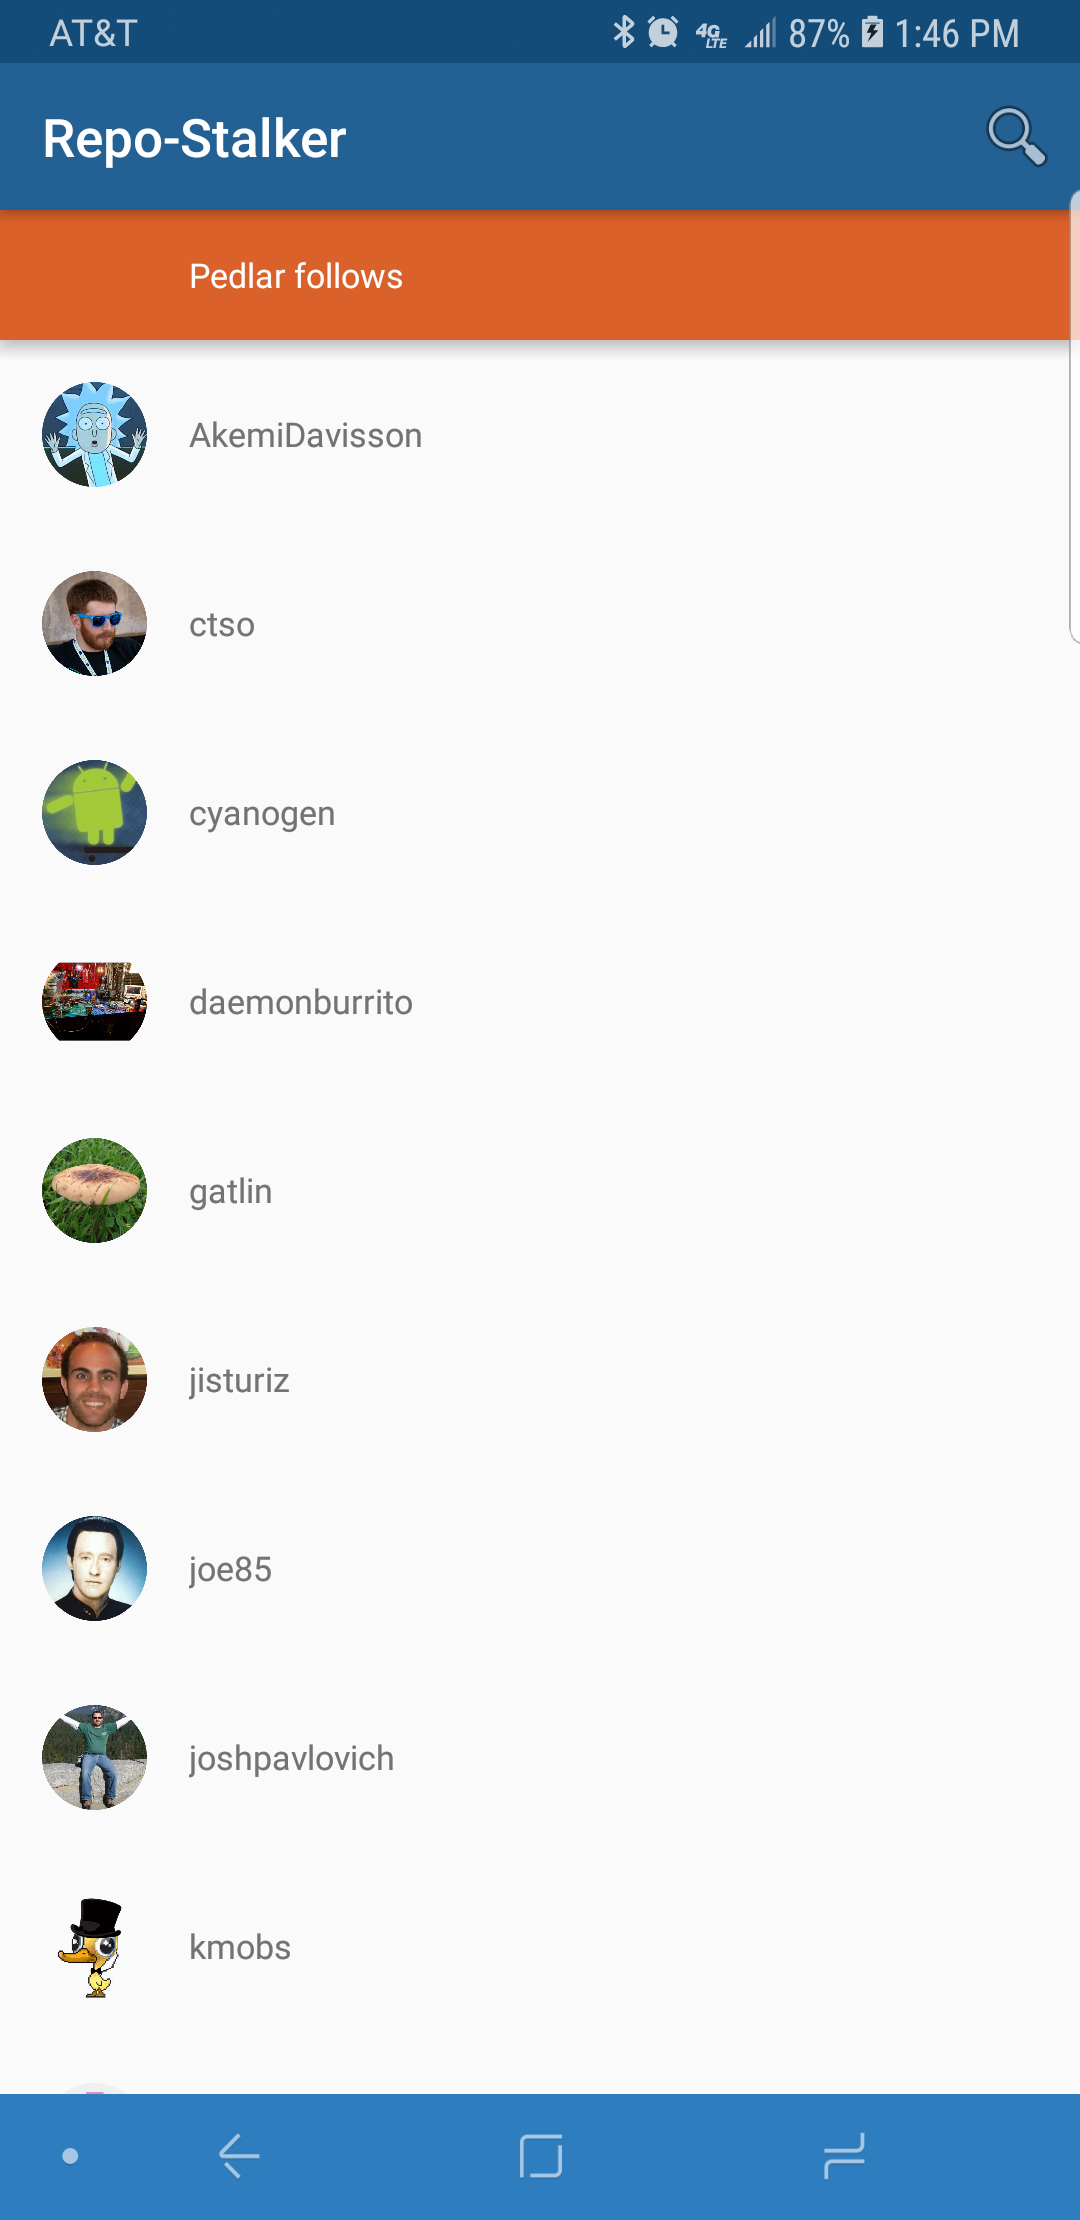 AT&T 4G LTE 87% 1:46 PM
Repo-Stalker
Pedlar follows
AkemiDavisson
ctso
cyanogen
daemonburrito
gatlin
jisturiz
joe85
joshpavlovich
kmobs